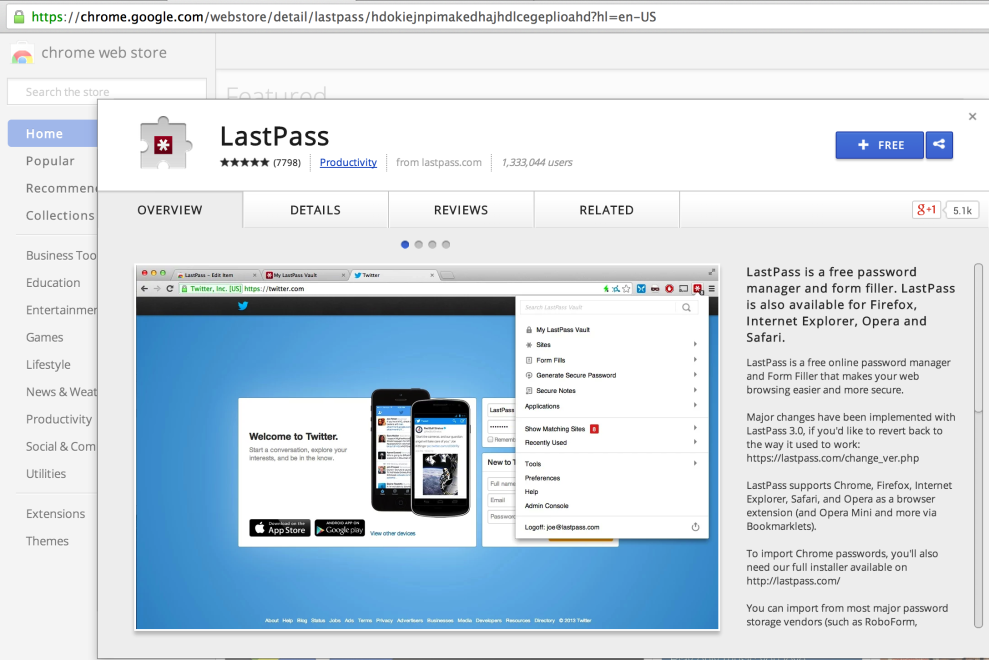 https://chrome.google.com/webstore/detail/lastpass/hdokiejnpimakedhajhdlcegeplioahd?hl=en-US
chrome web store
Search the store
Featured
Home
Popular
Recommen
Collections
Business Too
Education
Entertainmer
Games
Lifestyle
News & Weat
Productivity
Social & Com
Utilities
Extensions
Themes
LastPass
(7798) Productivity from lastpass.com 1,333,044 users
+ FREE
OVERVIEW DETAILS REVIEWS RELATED
g+1 5.1k
LastPass – Edit Item My LastPass Vault Twitter
Twitter, Inc. [US] https://twitter.com
Search LastPass Vault
My LastPass Vault
Sites
Form Fills
Generate Secure Password
Secure Notes
Applications
Show Matching Sites 8
Recently Used
Tools
Preferences
Help
Admin Console
Logoff: joe@lastpass.com
Welcome to Twitter.
Start a conversation, explore your
interests, and be in the know.
Download on the
App Store
ANDROID APP ON
Google play
View other devices
LastPass
Rememb
New to T
Full name
Email
Password
About Help Blog Status Jobs Ads Terms Privacy Advertisers Businesses Media Developers Resources Directory © 2013 Twitter
LastPass is a free password
manager and form filler. LastPass
is also available for Firefox,
Internet Explorer, Opera and
Safari.
LastPass is a free online password manager
and Form Filler that makes your web
browsing easier and more secure.
Major changes have been implemented with
LastPass 3.0, if you'd like to revert back to
the way it used to work:
https://lastpass.com/change_ver.php
LastPass supports Chrome, Firefox, Internet
Explorer, Safari, and Opera as a browser
extension (and Opera Mini and more via
Bookmarklets).
To import Chrome passwords, you'll also
need our full installer available on
http://lastpass.com/
You can import from most major password
storage vendors (such as RoboForm,